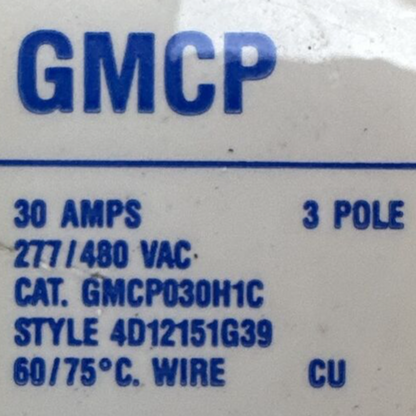 GMCP
30 AMPS 3 POLE
277/480 VAC
CAT. GMCP030H1C
STYLE 4D12151G39
60/75°C. WIRE CU